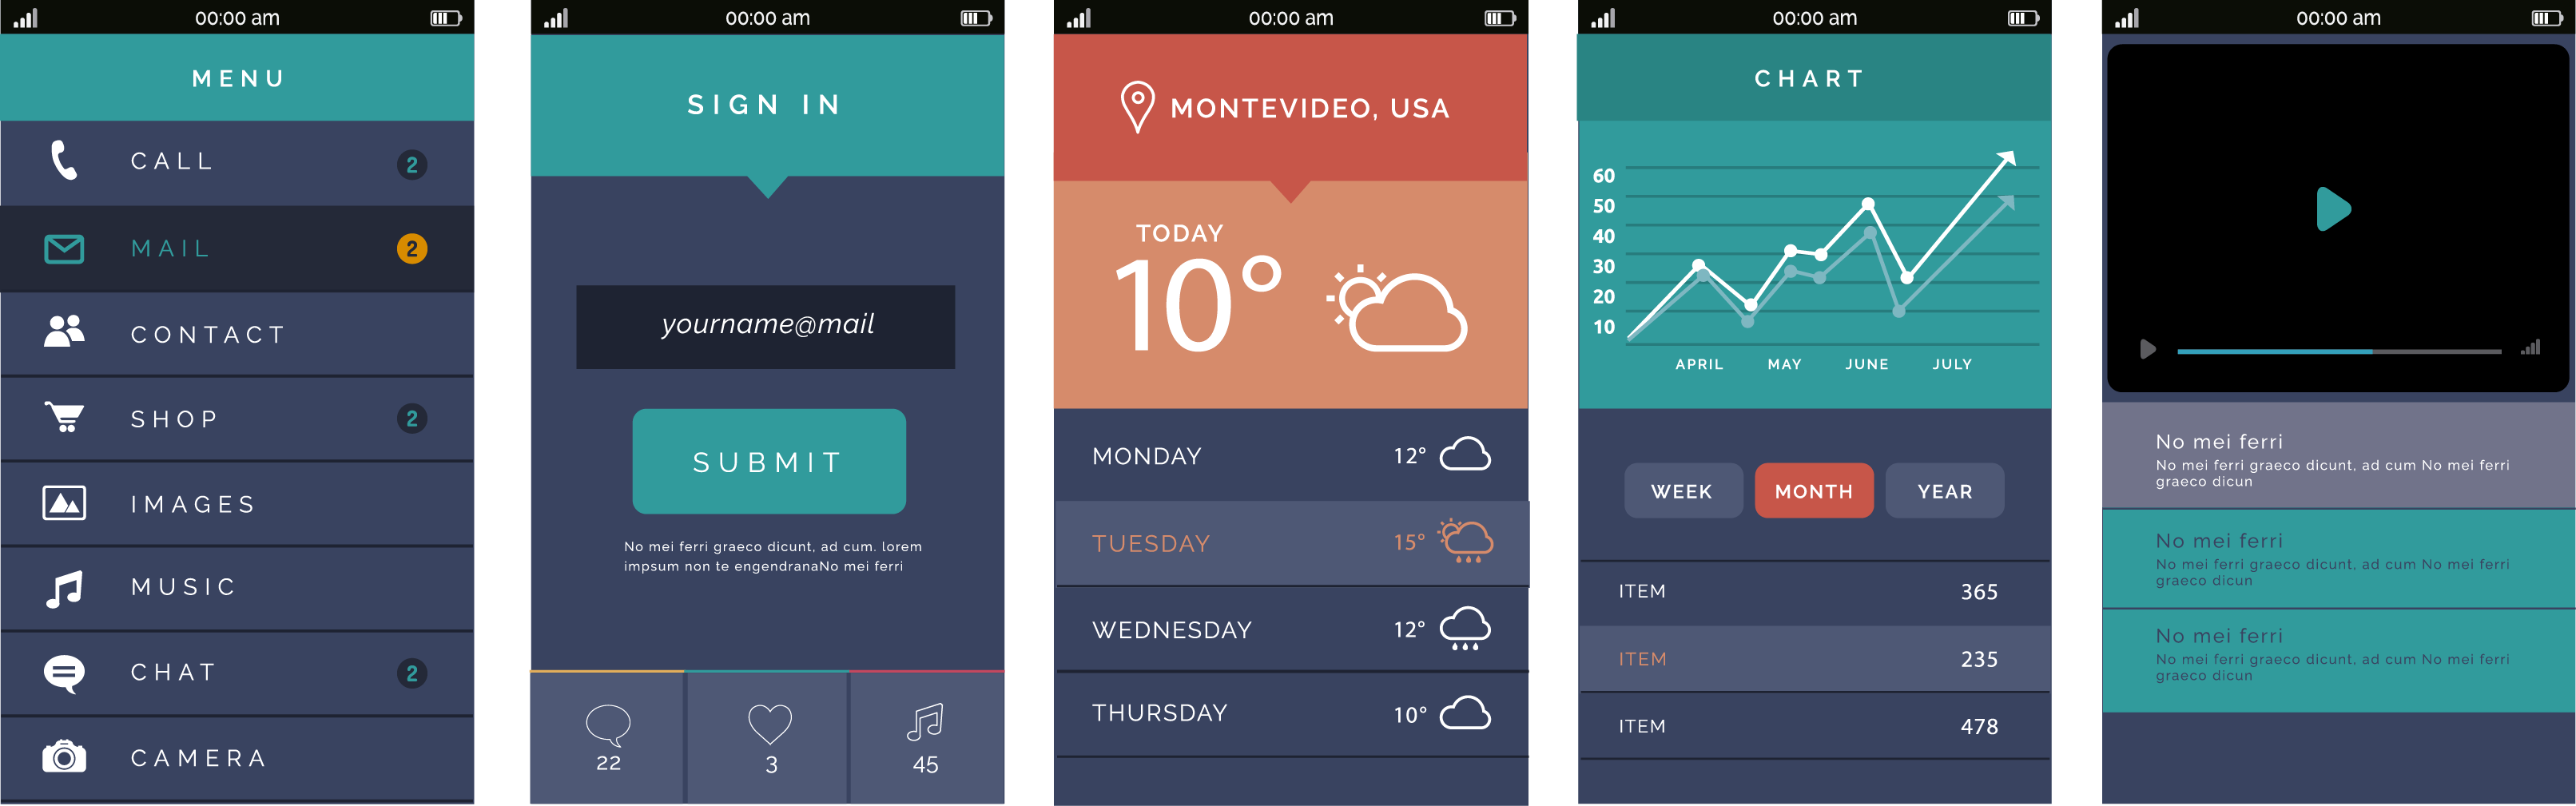 00:00 am
MENU
CALL 2
MAIL 2
CONTACT
SHOP 2
IMAGES
MUSIC
CHAT 2
CAMERA
00:00 am
SIGN IN
yourname@mail
SUBMIT
No mei ferri graeco dicunt, ad cum. lorem
impsum non te engendranaNo mei ferri
22 3 45
00:00 am
MONTEVIDEO, USA
TODAY
10°
MONDAY 12°
TUESDAY 15°
WEDNESDAY 12°
THURSDAY 10°
00:00 am
CHART
60
50
40
30
20
10
APRIL MAY JUNE JULY
WEEK MONTH YEAR
ITEM 365
ITEM 235
ITEM 478
00:00 am
No mei ferri
No mei ferri graeco dicunt, ad cum No mei ferri
graeco dicun
No mei ferri
No mei ferri graeco dicunt, ad cum No mei ferri
graeco dicun
No mei ferri
No mei ferri graeco dicunt, ad cum No mei ferri
graeco dicun